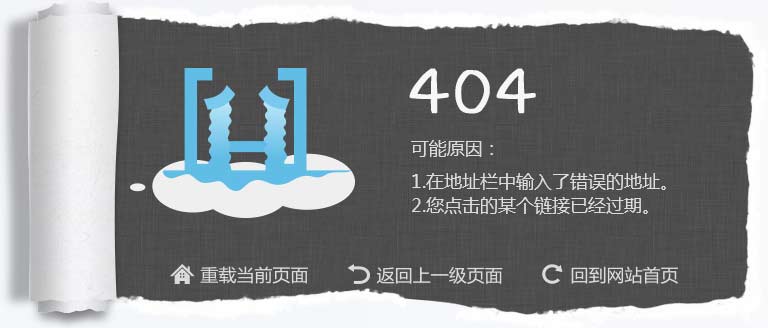 404
可能原因：
1.在地址栏中输入了错误的地址。
2.您点击的某个链接已经过期。
重载当前页面 返回上一级页面 回到网站首页